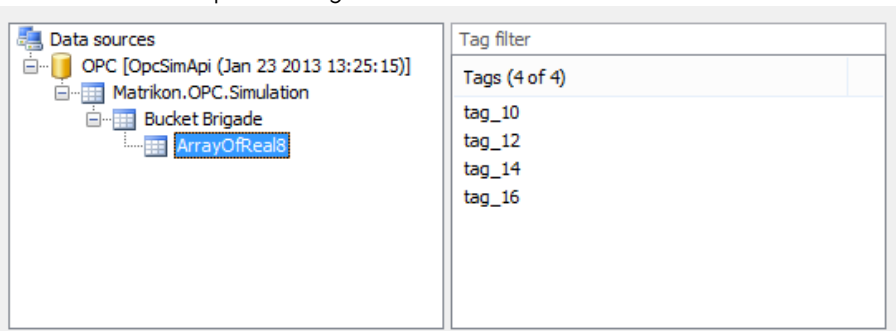 Data sources
OPC [OpcSimApi (Jan 23 2013 13:25:15)]
Matrikon.OPC.Simulation
Bucket Brigade
ArrayOfReal8
Tag filter
Tags (4 of 4)
tag_10
tag_12
tag_14
tag_16